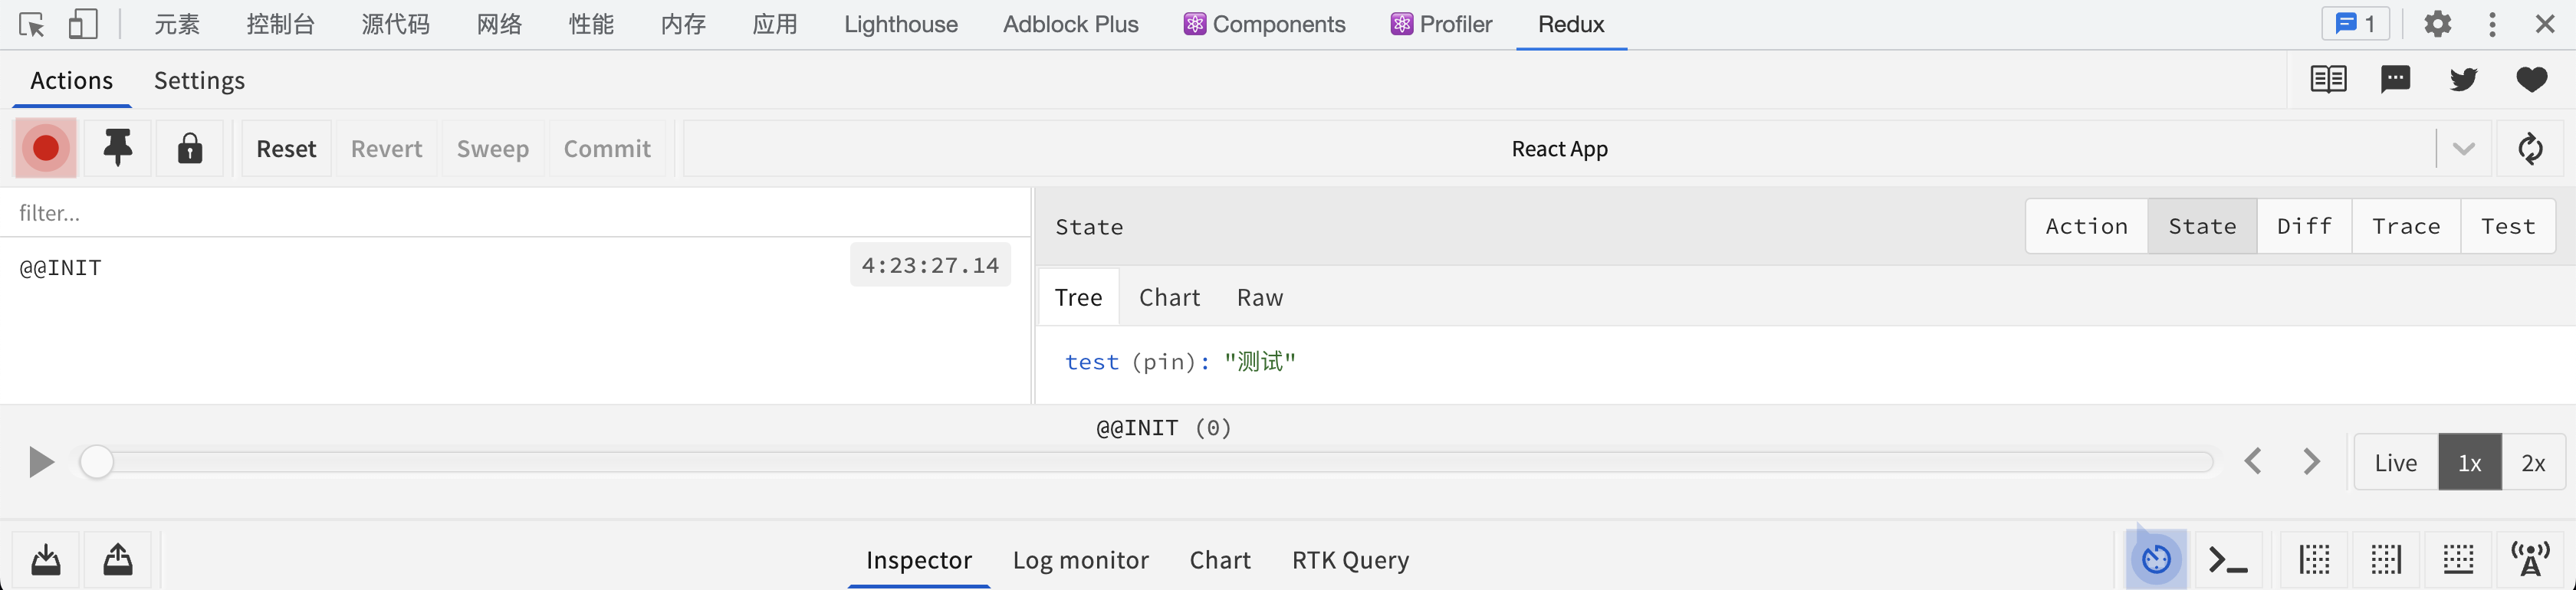 元素 控制台 源代码 网络 性能 内存 应用 Lighthouse Adblock Plus Components Profiler Redux 1
Actions Settings
Reset Revert Sweep Commit React App
filter...
@@INIT 4:23:27.14
State Action State Diff Trace Test
Tree Chart Raw
test (pin): "测试"
@@INIT (0)
Live 1x 2x
Inspector Log monitor Chart RTK Query